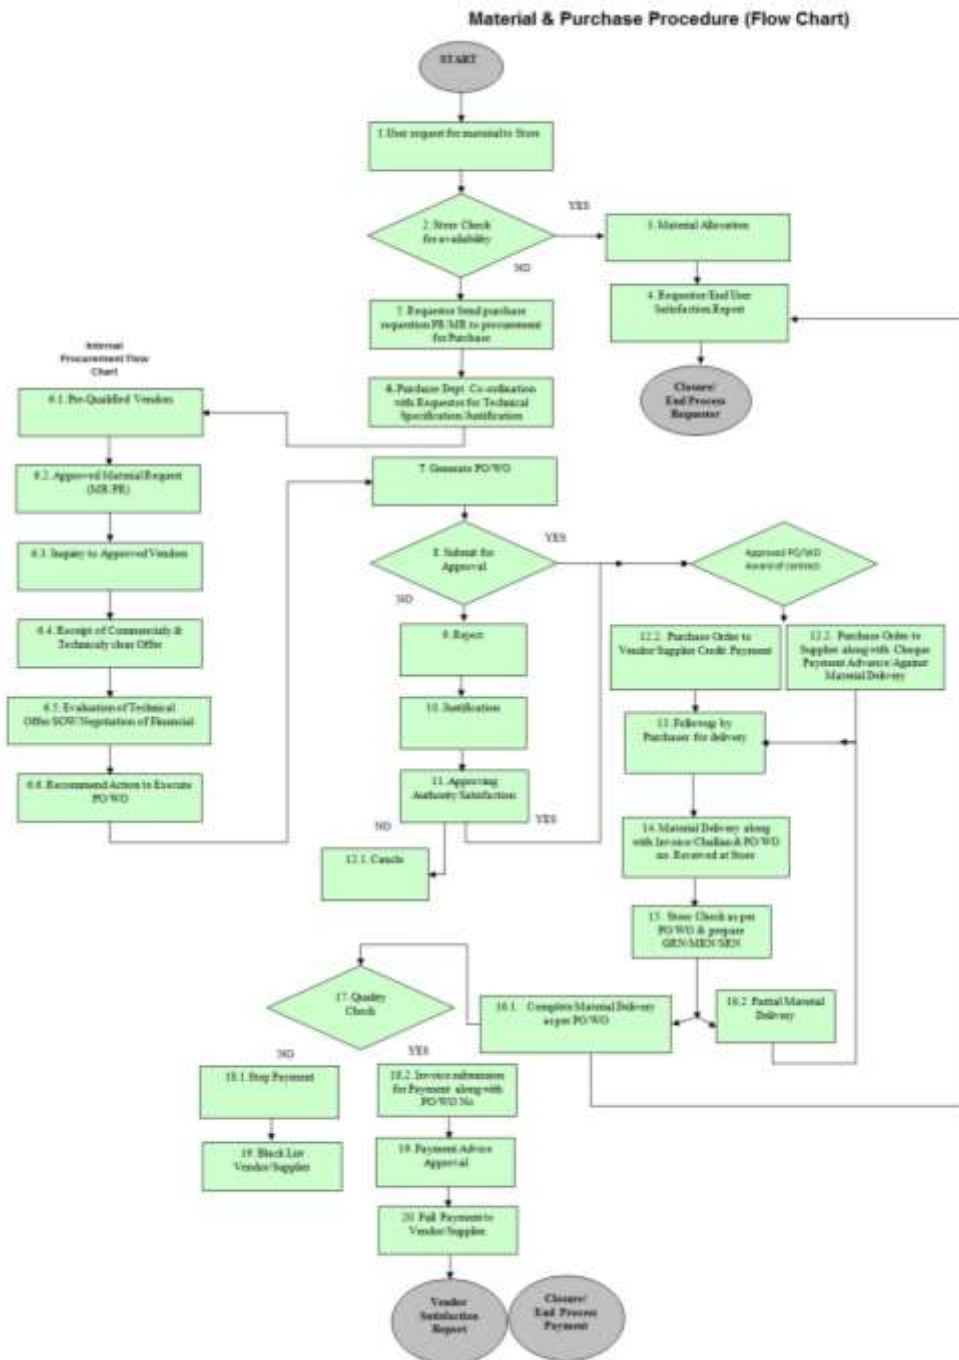 Material & Purchase Procedure (Flow Chart)
START
1. User request for material to Store
2. Store Check
for availability
YES
NO
3. Material Allocation
4. Requestor/End User
Satisfaction Report
Closure/
End Process
Requestor
5. Requestor Send purchase
requestion PR/MR to procurement
for Purchase
6. Purchase Dept. Co-ordination
with Requestor for Technical
Specification/Justification
Internal
Procurement Flow
Chart
6.1. Pre-Qualified Vendors
6.2. Approved Material Request
(MR/PR)
6.3. Inquiry to Approved Vendors
6.4. Receipt of Commercialy &
Technicaly clear Offer
6.5. Evaluation of Technical
Offer/SOW/Negotiation of Financial
6.6. Recommend Action to Execute
PO/WO
7. Generate PO/WO
8. Submit for
Approval
YES
NO
Approved PO/WO
Award of contract
9. Reject
10. Justification
11. Approving
Authority Satisfaction
NO
YES
12.1. Cancle
12.2. Purchase Order to
Vendor/Supplier Credit Payment
12.2. Purchase Order to
Supplier along with Cheque
Payment Advance/Against
Material Delivery
13. Followup by
Purchaser for delivery
14. Material Delivery along
with Invoice Challan & PO/WO
no. Received at Store
15. Store Check as per
PO/WO & prepare
GRN/MRN/SRN
16.1. Complete Material Delivery
as per PO/WO
16.2 Partial Material
Delivery
17. Quality
Check
NO
YES
18.1. Stop Payment
19. Black List
Vendor/Supplier
18.2. Invoice submission
for Payment along with
PO/WO No
19. Payment Advice
Approval
20. Full Payment to
Vendor/Supplier.
Vendor
Satisfaction
Report
Closure/
End Process
Payment